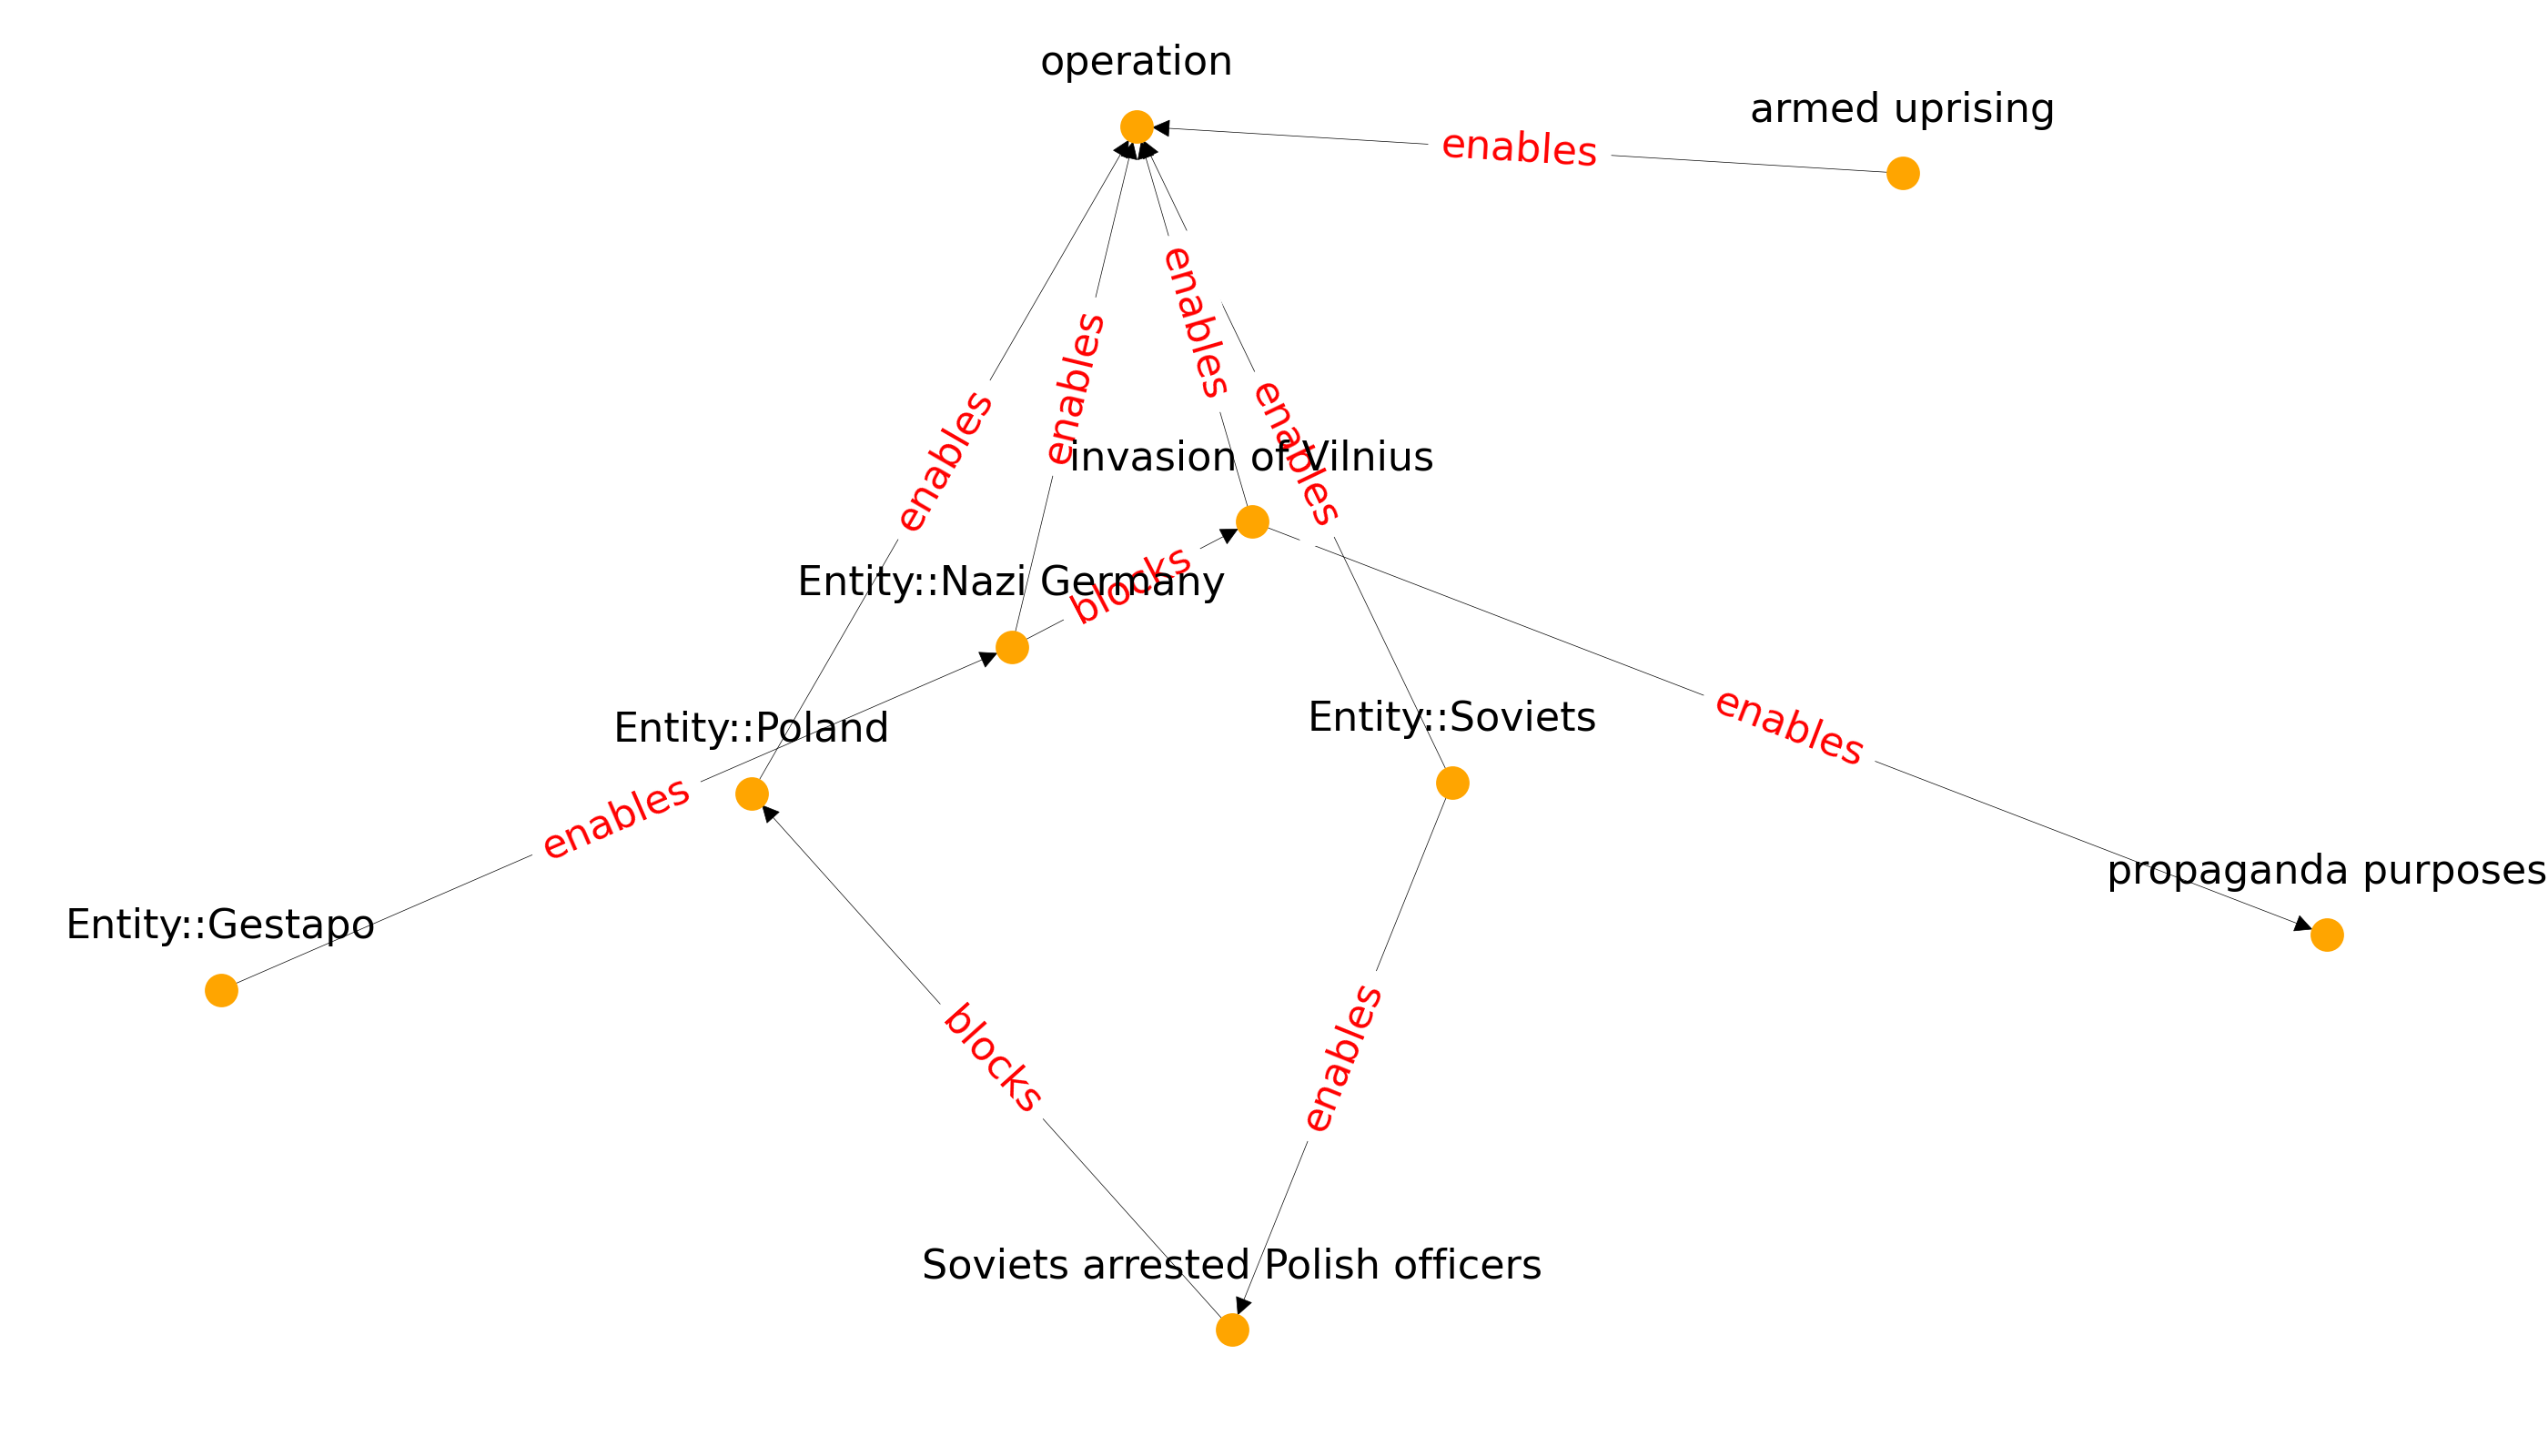 operation
armed uprising
enables
enables
enables
enables
enables
invasion of Vilnius
blocks
Entity::Nazi Germany
Entity::Poland
Entity::Soviets
enables
enables
propaganda purposes
Entity::Gestapo
blocks
enables
Soviets arrested Polish officers